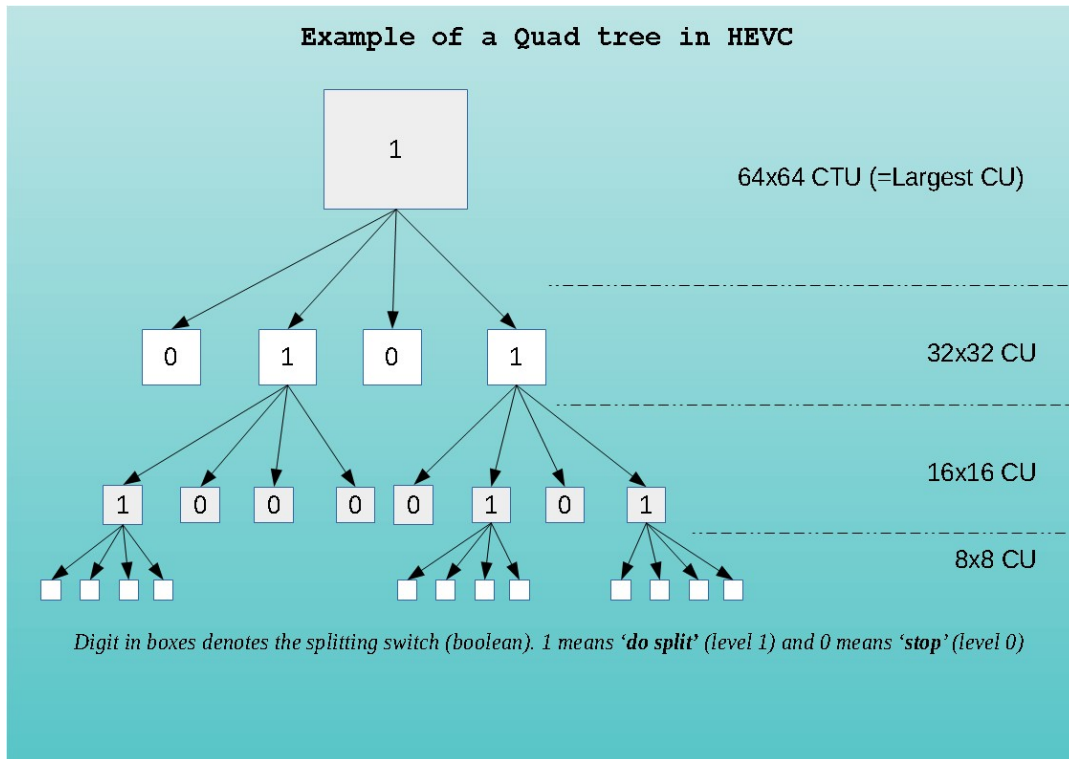 Example of a Quad tree in HEVC
1
64x64 CTU (=Largest CU)
0 1 0 1
32x32 CU
1 0 0 0 0 1 0 1
16x16 CU
8x8 CU
Digit in boxes denotes the splitting switch (boolean). 1 means ‘do split’ (level 1) and 0 means ‘stop’ (level 0)